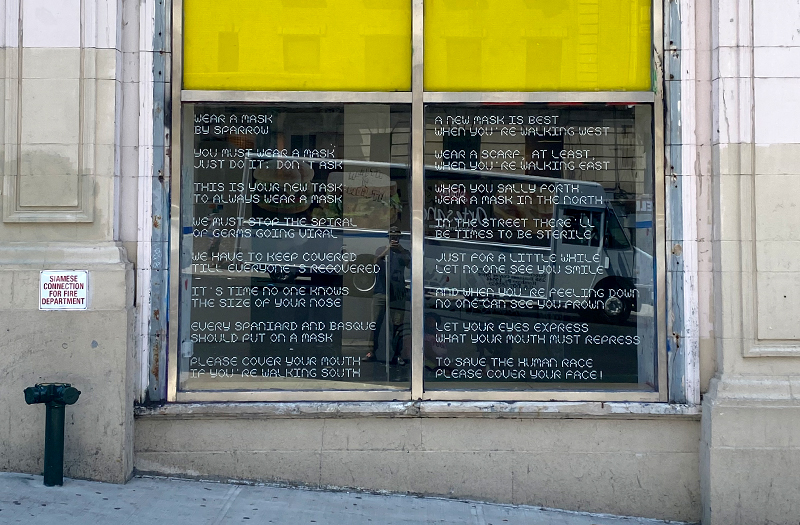 WEAR A MASK
BY SPARROW
YOU MUST WEAR A MASK
JUST DO IT: DON'T ASK
THIS IS YOUR NEW TASK
TO ALWAYS WEAR A MASK
WE MUST STOP THE SPIRAL
OF GERMS GOING VIRAL
WE HAVE TO KEEP COVERED
TILL EVERYONE'S RECOVERED
IT'S TIME NO ONE KNOWS
THE SIZE OF YOUR NOSE
EVERY SPANIARD AND BASQUE
SHOULD PUT ON A MASK
PLEASE COVER YOUR MOUTH
IF YOU'RE WALKING SOUTH
A NEW MASK IS BEST
WHEN YOU'RE WALKING WEST
WEAR A SCARF, AT LEAST
WHEN YOU'RE WALKING EAST
WHEN YOU SALLY FORTH
WEAR A MASK IN THE NORTH
IN THE STREET THERE'LL
BE TIMES TO BE STERILE
JUST FOR A LITTLE WHILE
LET NO ONE SEE YOU SMILE
AND WHEN YOU'RE FEELING DOWN
NO ONE CAN SEE YOU FROWN
LET YOUR EYES EXPRESS
WHAT YOUR MOUTH MUST REPRESS
TO SAVE THE HUMAN RACE
PLEASE COVER YOUR FACE!
SIAMESE
CONNECTION
FOR FIRE
DEPARTMENT